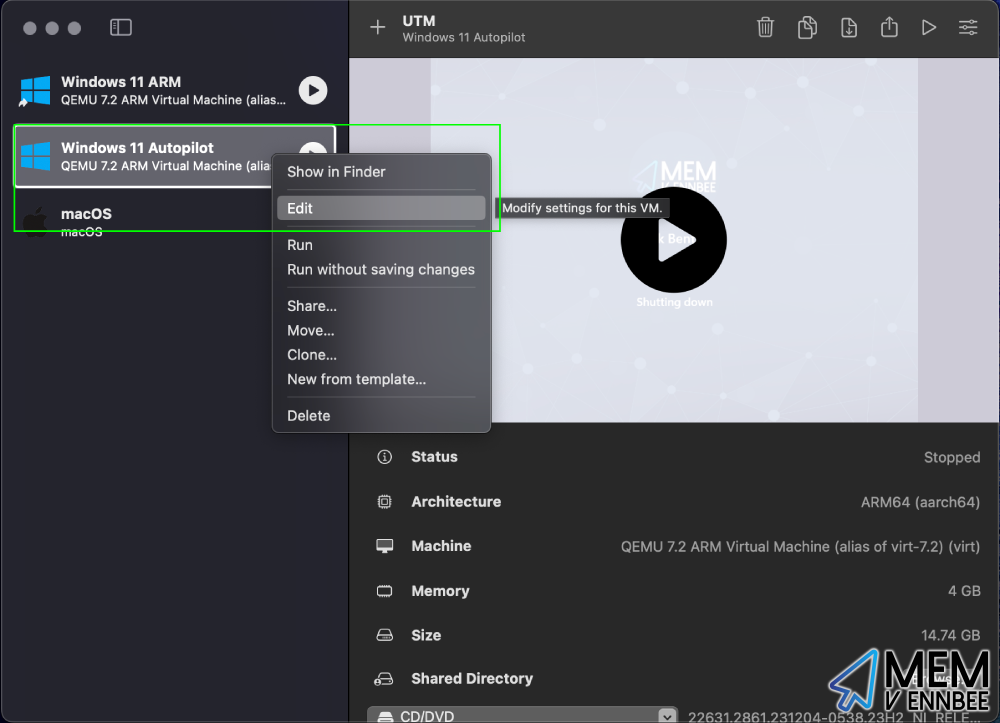 UTM
Windows 11 Autopilot
Windows 11 ARM
QEMU 7.2 ARM Virtual Machine (alias...
Windows 11 Autopilot
QEMU 7.2 ARM Virtual Machine (alia
macOS
macOS
Show in Finder
Edit
Modify settings for this VM.
Run
Run without saving changes
Share...
Move...
Clone...
New from template...
Delete
MEM
VENNBEE
Shutting down
Status
Stopped
Architecture
ARM64 (aarch64)
Machine
QEMU 7.2 ARM Virtual Machine (alias of virt-7.2) (virt)
Memory
4 GB
Size
14.74 GB
Shared Directory
CD/DVD
22631.2861.231204-0538.23H2_NI_RELE...
MEM
VENNBEE